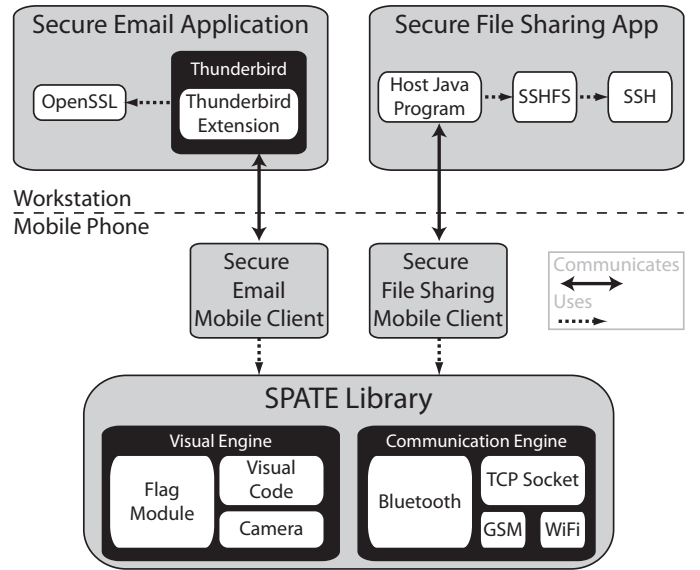 Secure Email Application
Thunderbird
OpenSSL
Thunderbird
Extension
Secure File Sharing App
Host Java
Program
SSHFS
SSH
Workstation
Mobile Phone
Secure
Email
Mobile Client
Secure
File Sharing
Mobile Client
Communicates
Uses
SPATE Library
Visual Engine
Flag
Module
Visual
Code
Camera
Communication Engine
Bluetooth
TCP Socket
GSM
WiFi